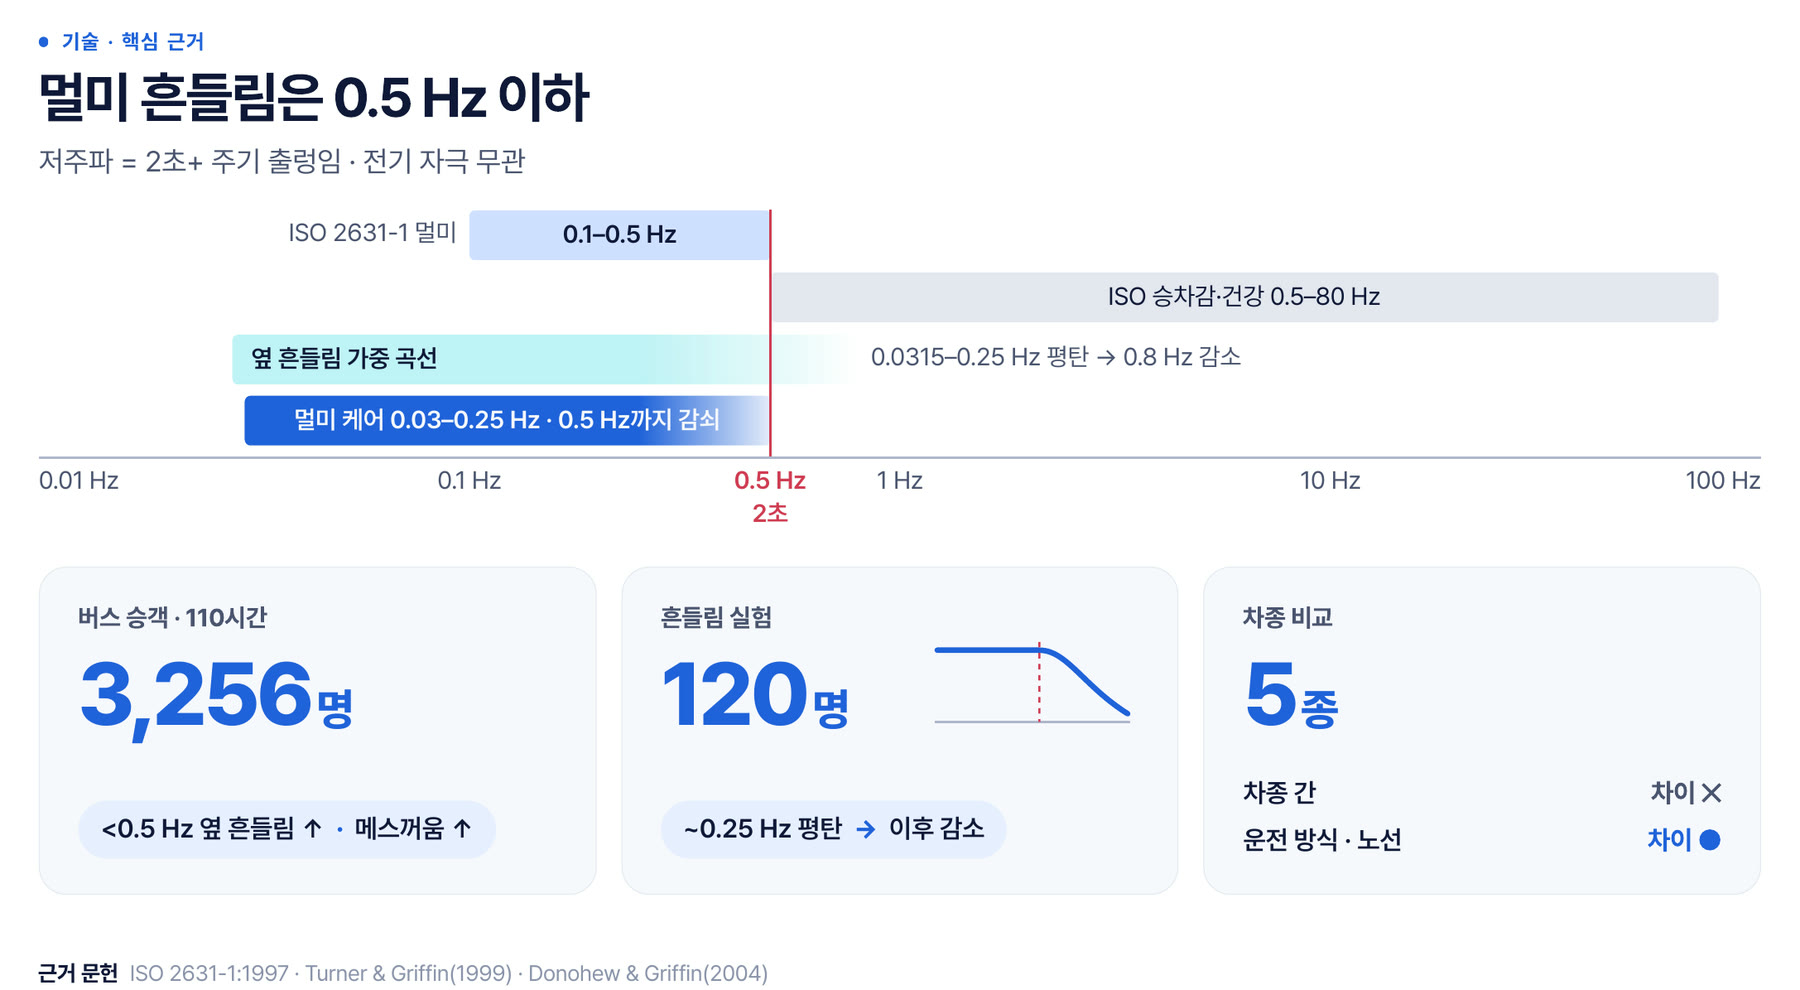 기술 · 핵심 근거
멀미 흔들림은 0.5 Hz 이하
저주파 = 2초+ 주기 출렁임 · 전기 자극 무관
ISO 2631-1 멀미
0.1–0.5 Hz
ISO 승차감·건강 0.5–80 Hz
옆 흔들림 가중 곡선
0.0315–0.25 Hz 평탄 → 0.8 Hz 감소
멀미 케어 0.03–0.25 Hz · 0.5 Hz까지 감쇠
0.01 Hz
0.1 Hz
0.5 Hz
2초
1 Hz
10 Hz
100 Hz
버스 승객 · 110시간
3,256명
<0.5 Hz 옆 흔들림 ↑ · 메스꺼움 ↑
흔들림 실험
120명
~0.25 Hz 평탄 → 이후 감소
차종 비교
5종
차종 간 차이 ✕
운전 방식 · 노선 차이 ●
근거 문헌 ISO 2631-1:1997 · Turner & Griffin(1999) · Donohew & Griffin(2004)